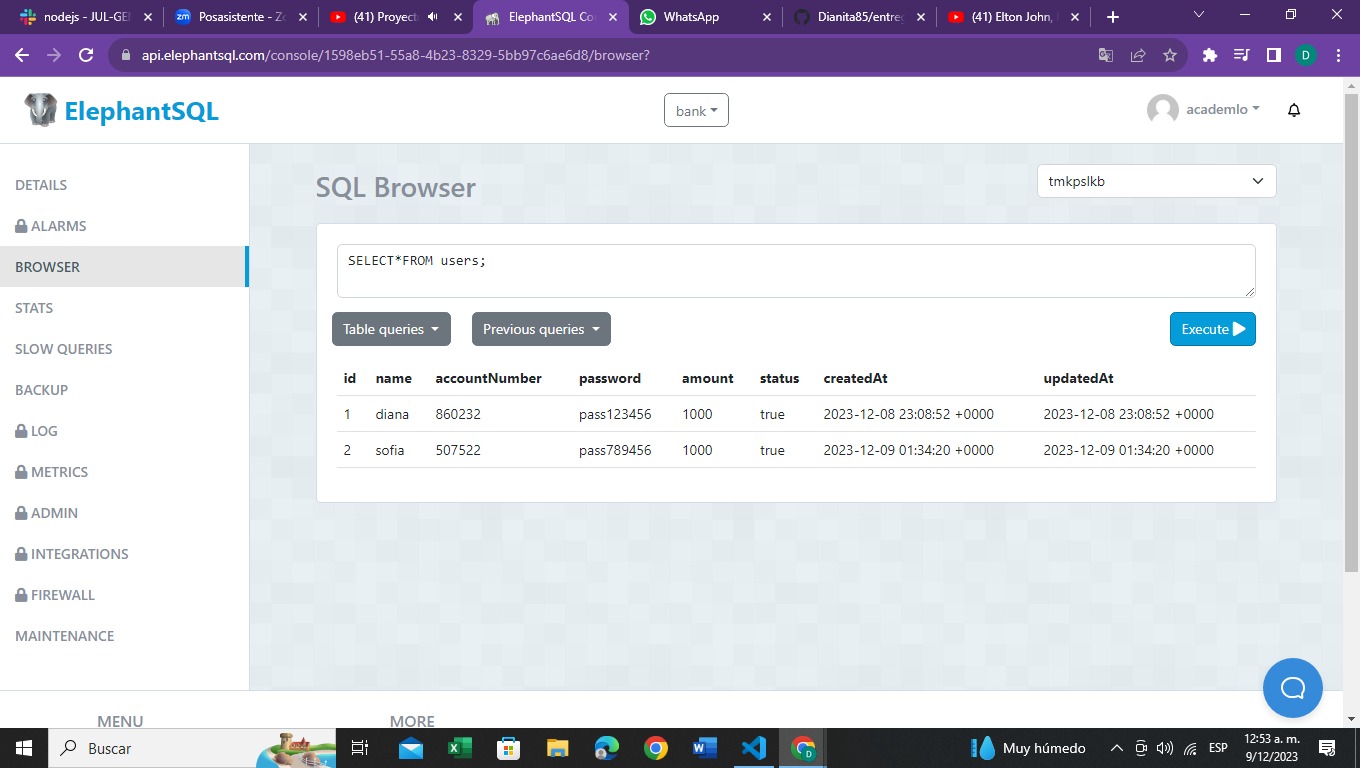 nodejs - JUL-GEN
Posasistente - Zo
(41) Proyect
ElephantSQL Co
WhatsApp
Dianita85/entreg
(41) Elton John,
api.elephantsql.com/console/1598eb51-55a8-4b23-8329-5bb97c6ae6d8/browser?
D
ElephantSQL
bank
academlo
DETAILS
ALARMS
BROWSER
STATS
SLOW QUERIES
BACKUP
LOG
METRICS
ADMIN
INTEGRATIONS
FIREWALL
MAINTENANCE
SQL Browser
tmkpslkb
SELECT*FROM users;
Table queries
Previous queries
Execute
id name accountNumber password amount status createdAt updatedAt
1 diana 860232 pass123456 1000 true 2023-12-08 23:08:52 +0000 2023-12-08 23:08:52 +0000
2 sofia 507522 pass789456 1000 true 2023-12-09 01:34:20 +0000 2023-12-09 01:34:20 +0000
MENU
MORE
Buscar
Muy húmedo
ESP
12:53 a. m.
9/12/2023